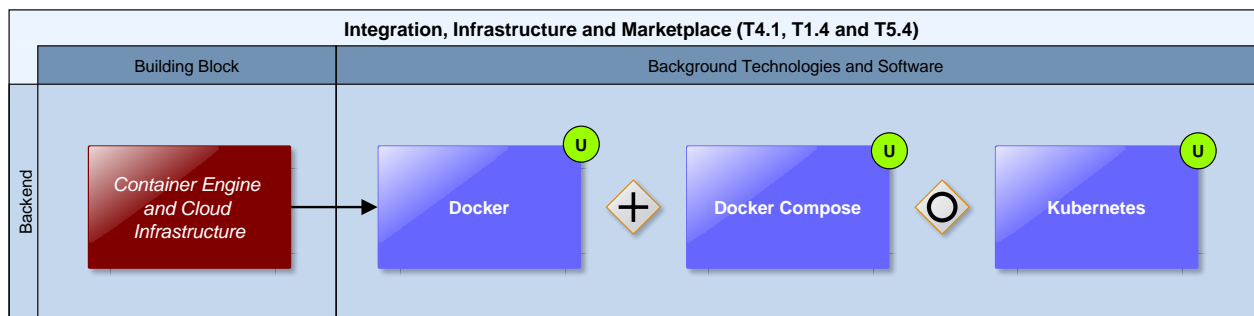 Integration, Infrastructure and Marketplace (T4.1, T1.4 and T5.4)
Building Block
Background Technologies and Software
Backend
Container Engine
and Cloud
Infrastructure
Docker
U
Docker Compose
U
Kubernetes
U